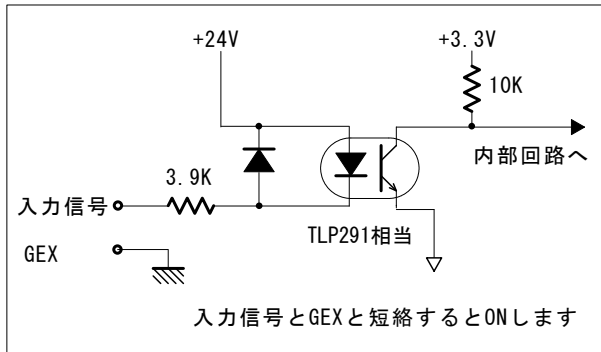 +24V
+3.3V
10K
内部回路へ
3.9K
入力信号
TLP291相当
GEX
入力信号とGEXと短絡するとONします